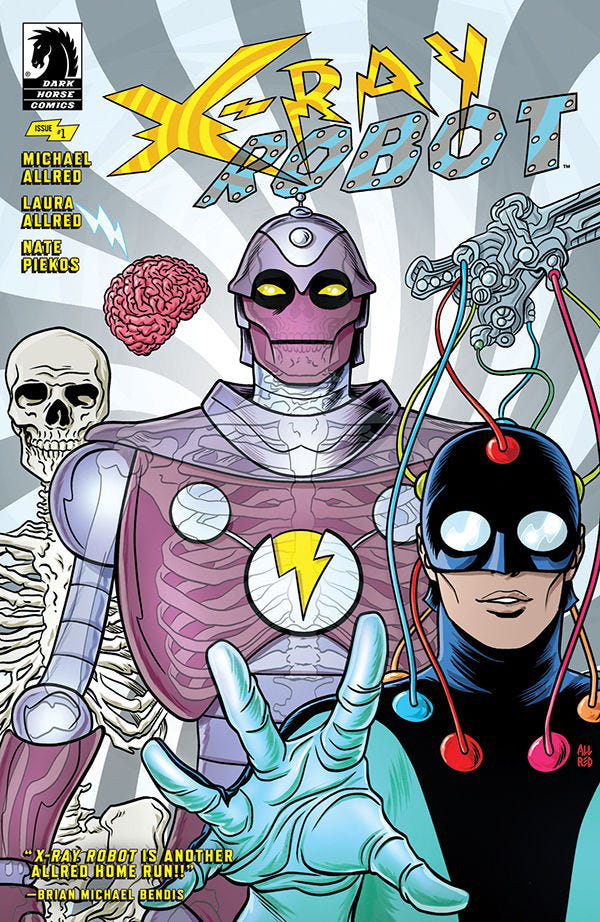 DARK
HORSE
COMICS
®
X-RAY
ROBOT
™
ISSUE #1
MICHAEL
ALLRED
LAURA
ALLRED
NATE
PIEKOS
ALL
RED
"X-RAY ROBOT IS ANOTHER
ALLRED HOME RUN!!"
—BRIAN MICHAEL BENDIS